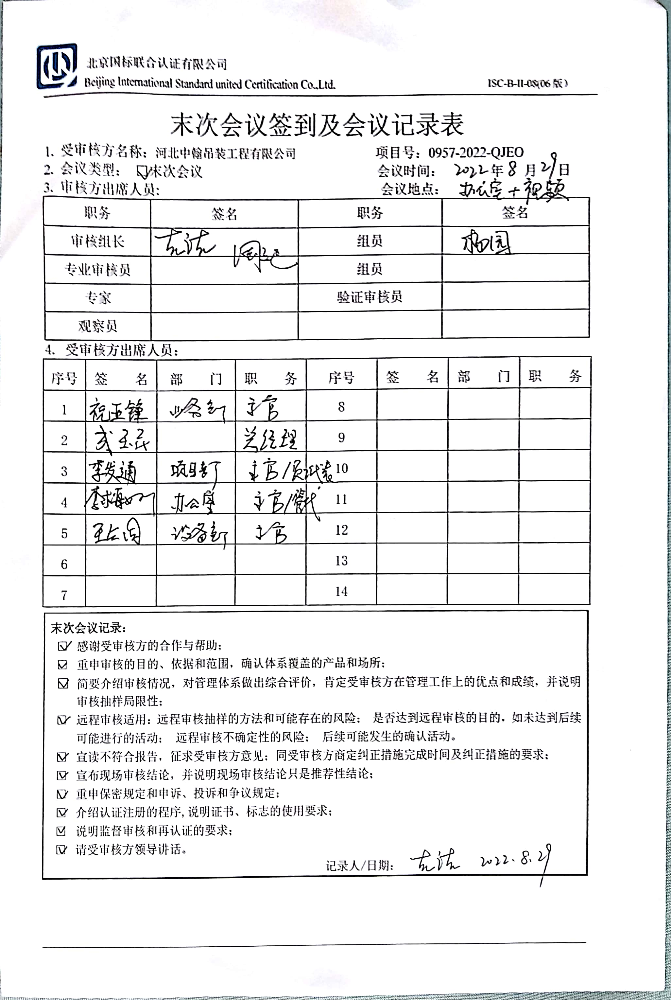 北京国标联合认证有限公司
Beijing International Standard united Certification Co.,Ltd.
ISC-B-II-08(06版)
末次会议签到及会议记录表
1. 受审核方名称：河北中翰吊装工程有限公司 项目号：0957-2022-QJEO
2. 会议类型： ☑末次会议 会议时间： 2022年8月29日
3. 审核方出席人员： 会议地点： 办公室+视频
职务 签名 职务 签名
审核组长 组员 杨园
专业审核员 组员
专家 验证审核员
观察员
4. 受审核方出席人员：
序号 签 名 部 门 职 务 序号 签 名 部 门 职 务
1 祝亚锋 业务部 主官 8
2 总经理 9
3 李发通 项目部 主官/员工代表 10
4 办公室 主官/管代 11
5 王占图 设备部 主官 12
6 13
7 14
末次会议记录：
☑ 感谢受审核方的合作与帮助；
☑ 重申审核的目的、依据和范围，确认体系覆盖的产品和场所；
☑ 简要介绍审核情况，对管理体系做出综合评价，肯定受审核方在管理工作上的优点和成绩，并说明
审核抽样局限性；
☑ 远程审核适用：远程审核抽样的方法和可能存在的风险； 是否达到远程审核的目的，如未达到后续
可能进行的活动； 远程审核不确定性的风险； 后续可能发生的确认活动。
☑ 宣读不符合报告，征求受审核方意见；同受审核方商定纠正措施完成时间及纠正措施的要求；
☑ 宣布现场审核结论，并说明现场审核结论只是推荐性结论；
☑ 重申保密规定和申诉、投诉和争议规定；
☑ 介绍认证注册的程序,说明证书、标志的使用要求；
☑ 说明监督审核和再认证的要求；
☑ 请受审核方领导讲话。
记录人/日期： 2022.8.29